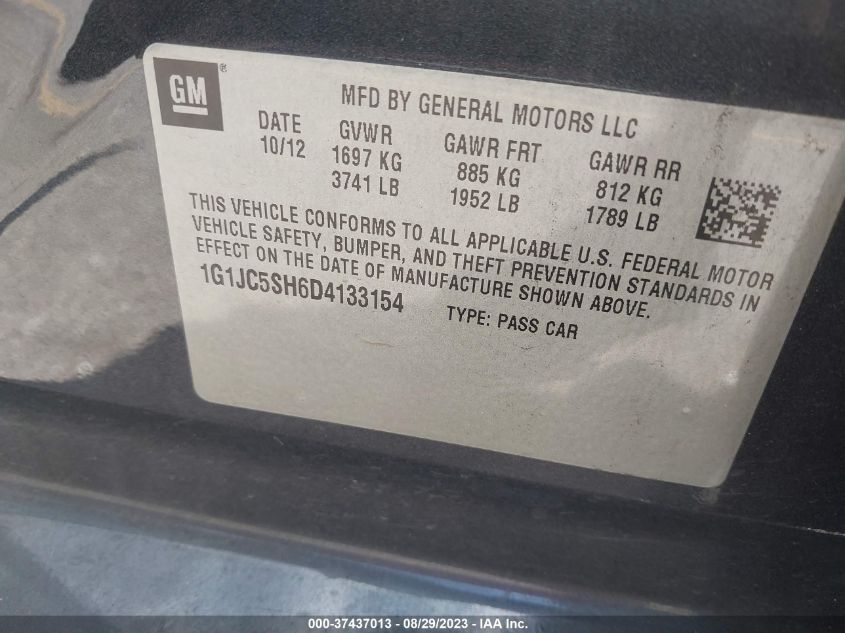 GM®
MFD BY GENERAL MOTORS LLC
DATE GVWR GAWR FRT GAWR RR
10/12 1697 KG 885 KG 812 KG
3741 LB 1952 LB 1789 LB
THIS VEHICLE CONFORMS TO ALL APPLICABLE U.S. FEDERAL MOTOR
VEHICLE SAFETY, BUMPER, AND THEFT PREVENTION STANDARDS IN
EFFECT ON THE DATE OF MANUFACTURE SHOWN ABOVE.
1G1JC5SH6D4133154 TYPE: PASS CAR
000-37437013 - 08/29/2023 - IAA Inc.